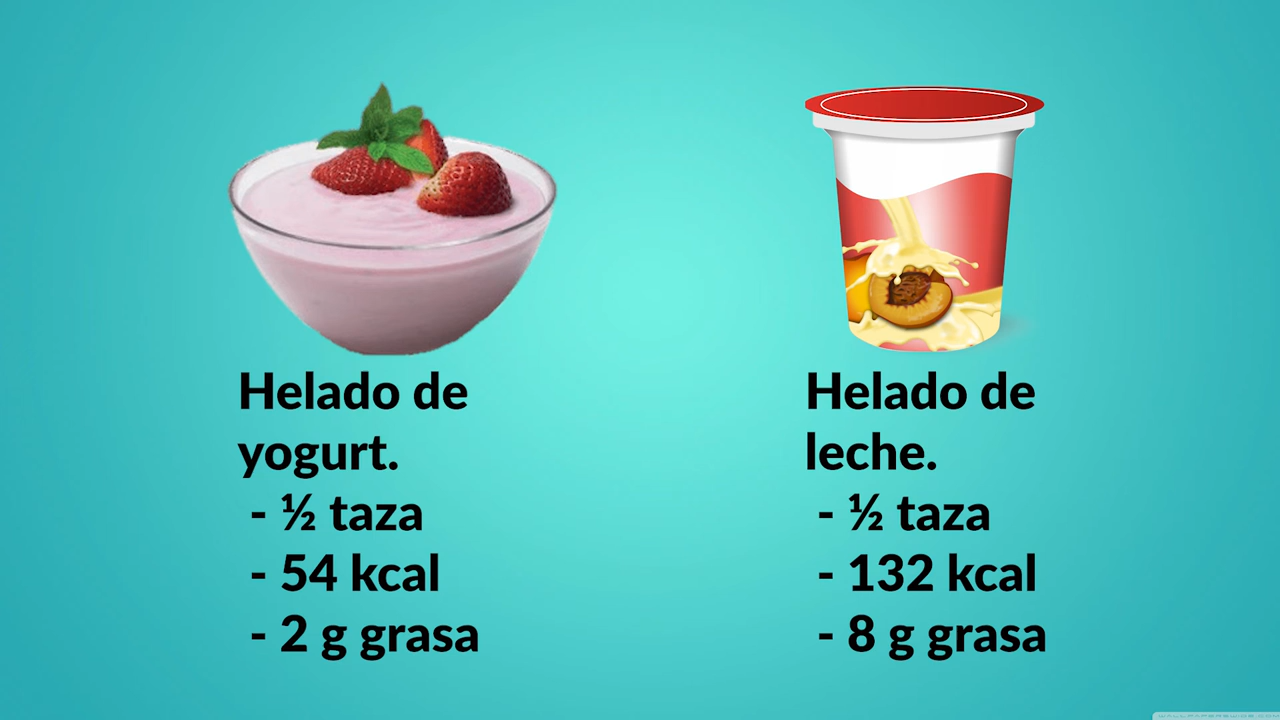 Helado de
yogurt.
- ½ taza
- 54 kcal
- 2 g grasa
Helado de
leche.
- ½ taza
- 132 kcal
- 8 g grasa